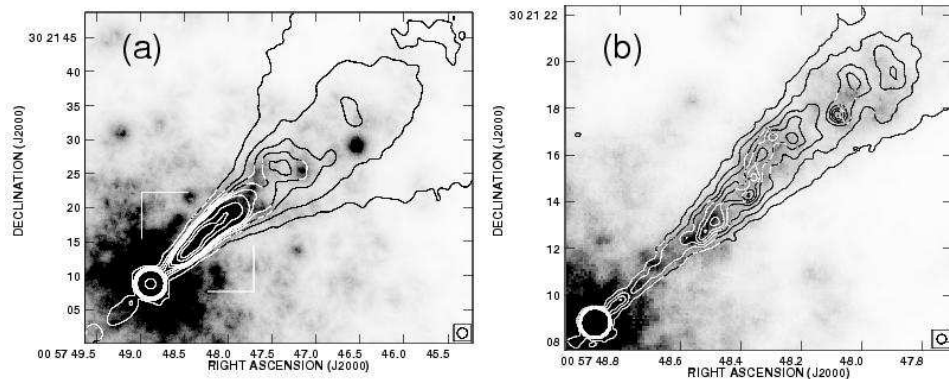 (a)
30 21 45
40
35
30
25
20
15
10
05
DECLINATION (J2000)
00 57 49.5 49.0 48.5 48.0 47.5 47.0 46.5 46.0 45.5
RIGHT ASCENSION (J2000)
(b)
30 21 22
20
18
16
14
12
10
08
DECLINATION (J2000)
00 57 48.8 48.6 48.4 48.2 48.0 47.8
RIGHT ASCENSION (J2000)